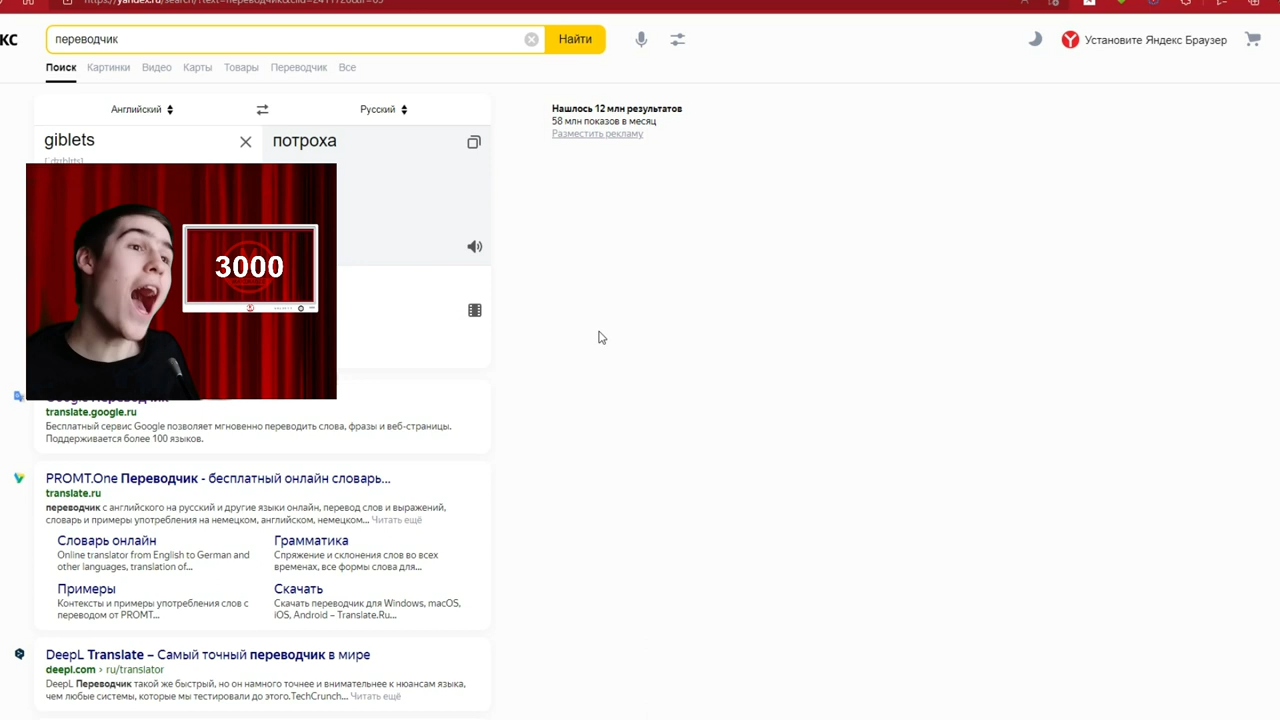 КС
переводчик
Найти
Установите Яндекс Браузер
Поиск Картинки Видео Карты Товары Переводчик Все
Английский
Русский
Нашлось 12 млн результатов
58 млн показов в месяц
Разместить рекламу
giblets
потроха
3000
translate.google.ru
Бесплатный сервис Google позволяет мгновенно переводить слова, фразы и веб-страницы.
Поддерживается более 100 языков.
PROMT.One Переводчик - бесплатный онлайн словарь...
translate.ru
переводчик с английского на русский и другие языки онлайн, перевод слов и выражений,
словарь и примеры употребления на немецком, английском, немецком... Читать ещё
Словарь онлайн
Online translator from English to German and
other languages, translation of...
Грамматика
Спряжение и склонения слов во всех
временах, все формы слова для...
Примеры
Контексты и примеры употребления слов с
переводом от PROMT...
Скачать
Скачать переводчик для Windows, macOS,
iOS, Android – Translate.Ru...
DeepL Translate – Самый точный переводчик в мире
deepl.com › ru/translator
DeepL Переводчик такой же быстрый, но он намного точнее и внимательнее к нюансам языка,
чем любые системы, которые мы тестировали до этого.TechCrunch... Читать ещё